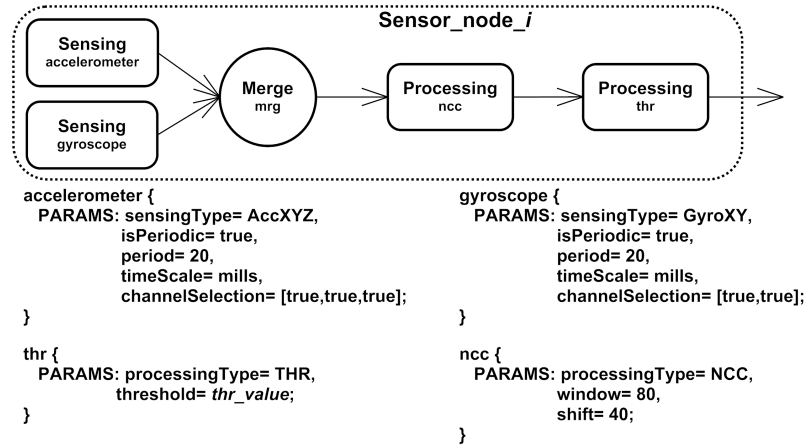 Sensor_node_i
Sensing
accelerometer
Sensing
gyroscope
Merge
mrg
Processing
ncc
Processing
thr
accelerometer {
PARAMS: sensingType= AccXYZ,
isPeriodic= true,
period= 20,
timeScale= mills,
channelSelection= [true,true,true];
}
gyroscope {
PARAMS: sensingType= GyroXY,
isPeriodic= true,
period= 20,
timeScale= mills,
channelSelection= [true,true];
}
thr {
PARAMS: processingType= THR,
threshold= thr_value;
}
ncc {
PARAMS: processingType= NCC,
window= 80,
shift= 40;
}